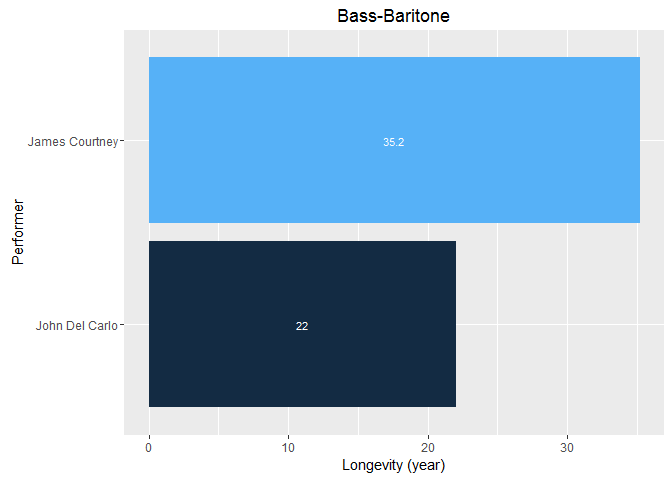 Bass-Baritone
Performer
James Courtney
35.2
John Del Carlo
22
0 10 20 30
Longevity (year)